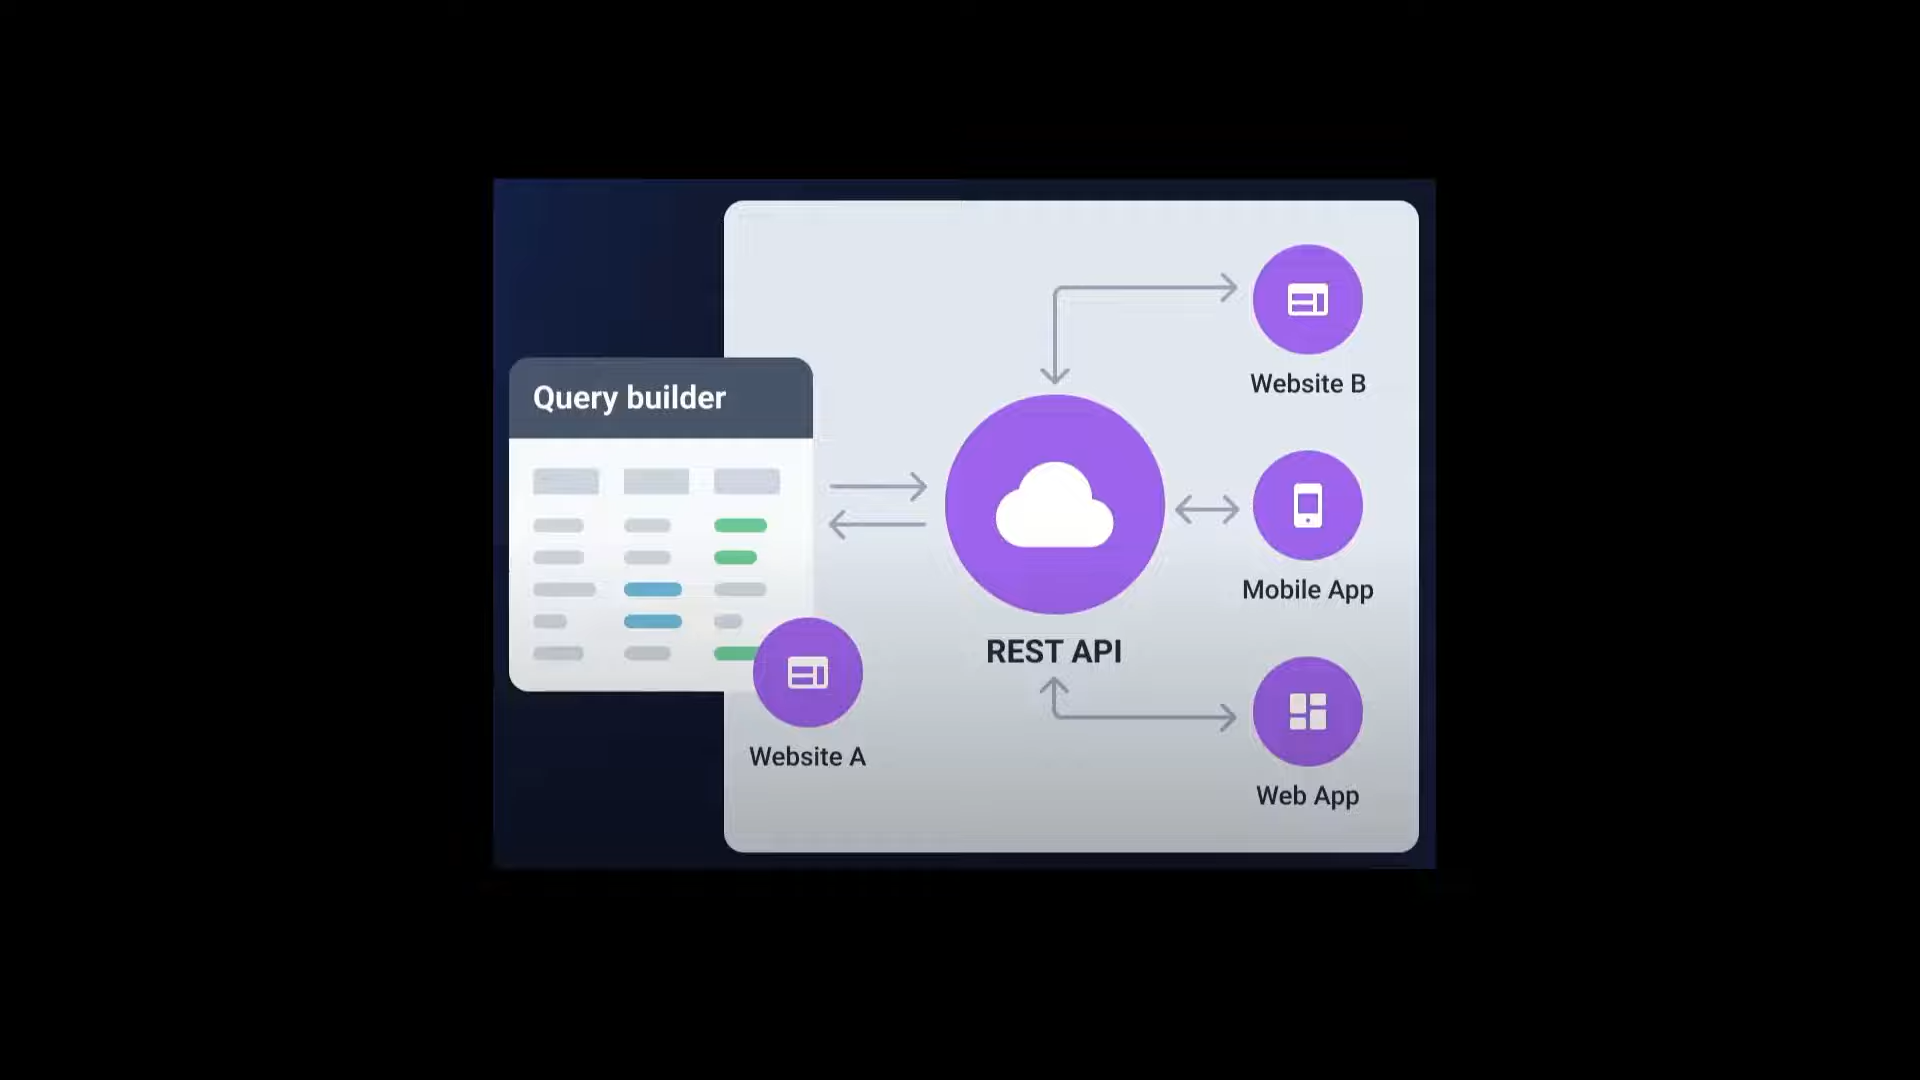 Query builder
Website A
REST API
Website B
Mobile App
Web App